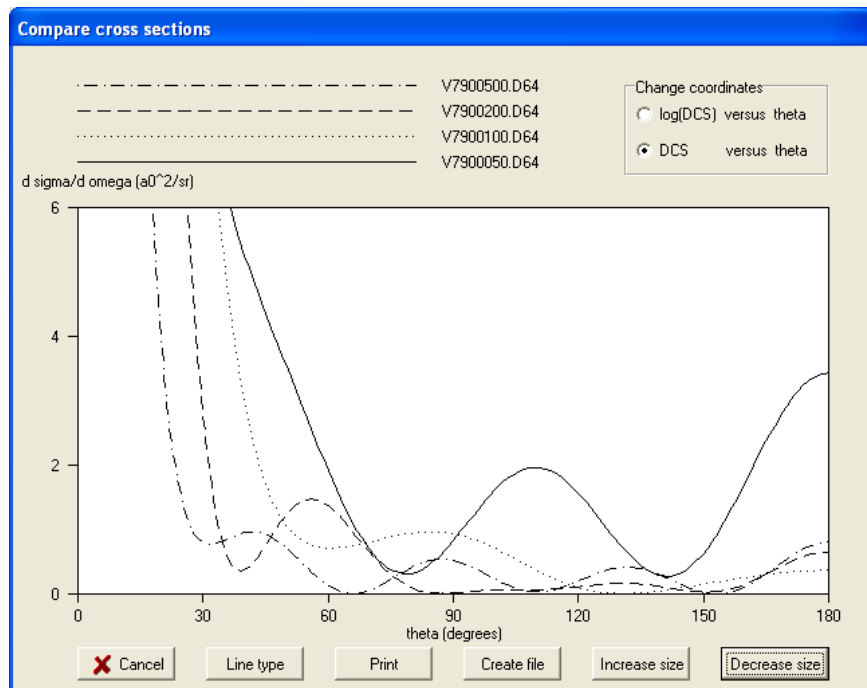 Compare cross sections
V7900500.D64
V7900200.D64
V7900100.D64
V7900050.D64
Change coordinates
log(DCS) versus theta
DCS versus theta
d sigma/d omega (a0^2/sr)
6
4
2
0
0 30 60 90 120 150 180
theta (degrees)
Cancel Line type Print Create file Increase size Decrease size